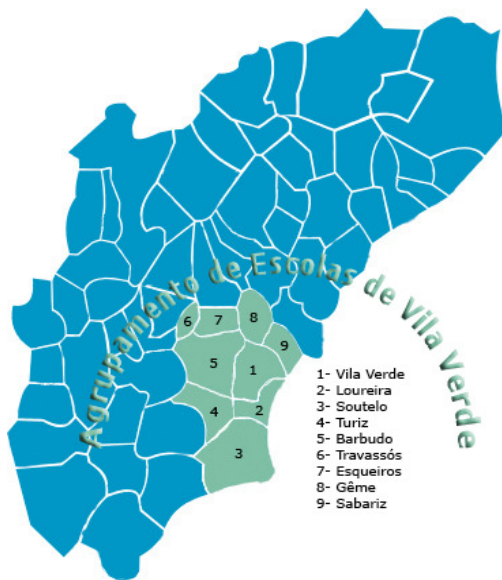 Agrupamento de Escolas de Vila Verde
6
7
8
9
5
1
4
2
3
1- Vila Verde
2- Loureira
3- Soutelo
4- Turiz
5- Barbudo
6- Travassós
7- Esqueiros
8- Gême
9- Sabariz